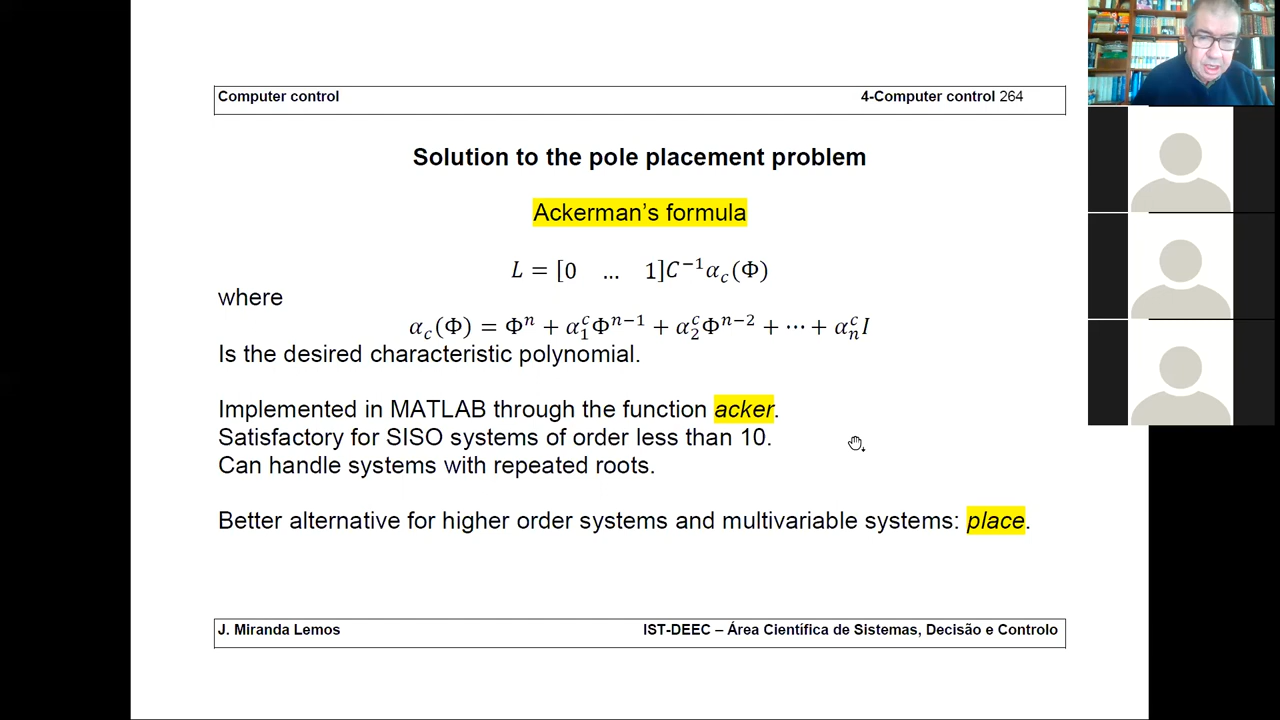 Computer control 4-Computer control 264
Solution to the pole placement problem
Ackerman's formula
L = [0 … 1]C⁻¹α_c(Φ)
where
α_c(Φ) = Φⁿ + α₁ᶜΦⁿ⁻¹ + α₂ᶜΦⁿ⁻² + ⋯ + αₙᶜI
Is the desired characteristic polynomial.
Implemented in MATLAB through the function acker.
Satisfactory for SISO systems of order less than 10.
Can handle systems with repeated roots.
Better alternative for higher order systems and multivariable systems: place.
J. Miranda Lemos IST-DEEC – Área Científica de Sistemas, Decisão e Controlo